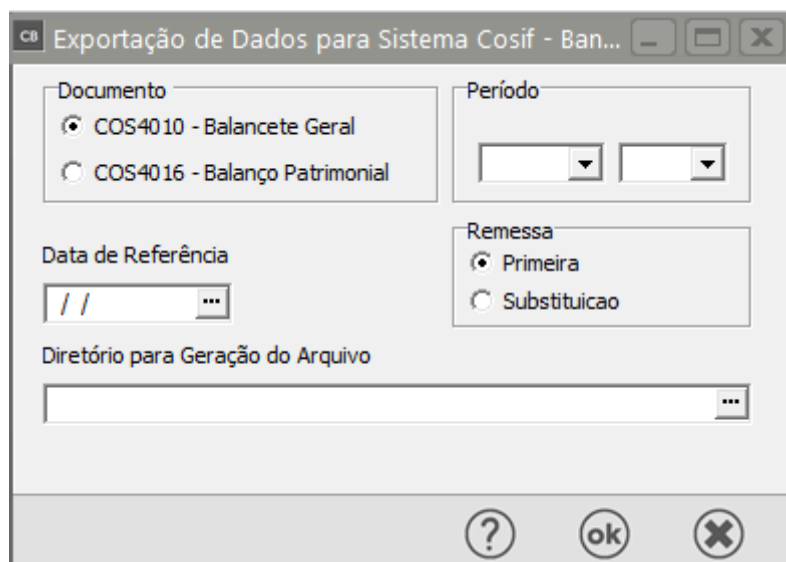 CB Exportação de Dados para Sistema Cosif - Ban...
Documento
COS4010 - Balancete Geral
COS4016 - Balanço Patrimonial
Período
Data de Referência
/ /
...
Remessa
Primeira
Substituicao
Diretório para Geração do Arquivo
...
? ok